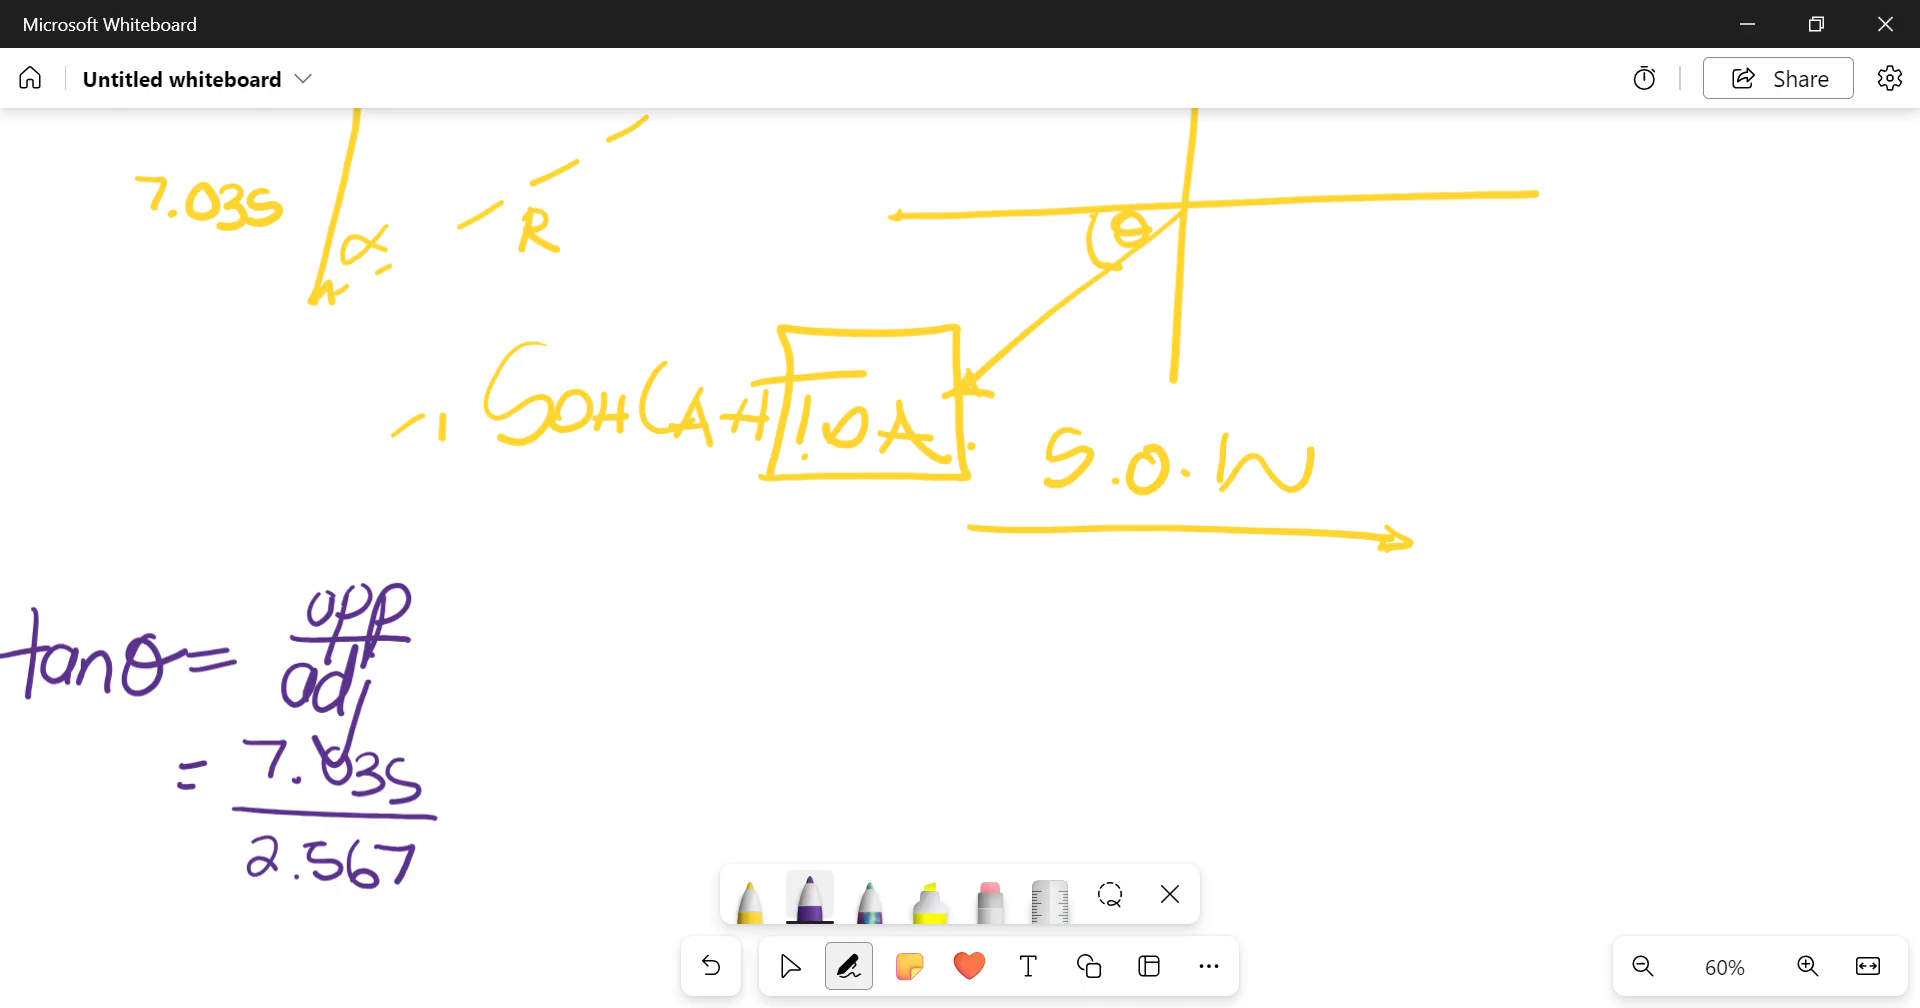 Microsoft Whiteboard
Untitled whiteboard
Share
7.035
α
R
θ
SOHCAHTOA.
S.O.W
tanθ = opp
adj
= 7.035
2.567
T
60%